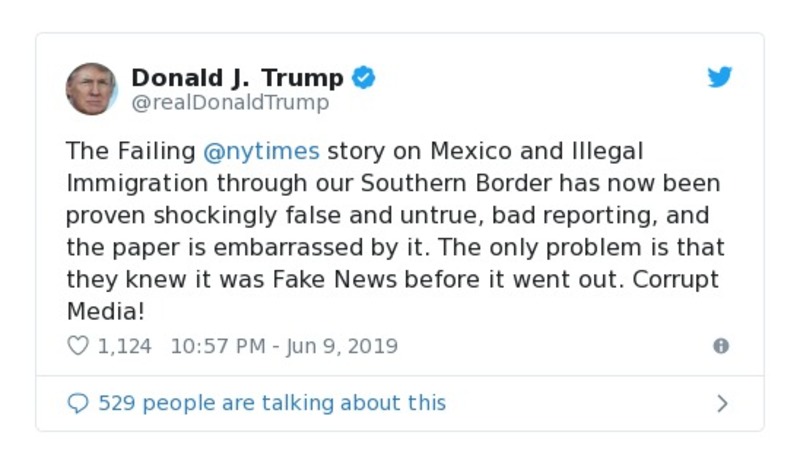 Donald J. Trump
@realDonaldTrump
The Failing @nytimes story on Mexico and Illegal
Immigration through our Southern Border has now been
proven shockingly false and untrue, bad reporting, and
the paper is embarrassed by it. The only problem is that
they knew it was Fake News before it went out. Corrupt
Media!
1,124 10:57 PM - Jun 9, 2019
529 people are talking about this